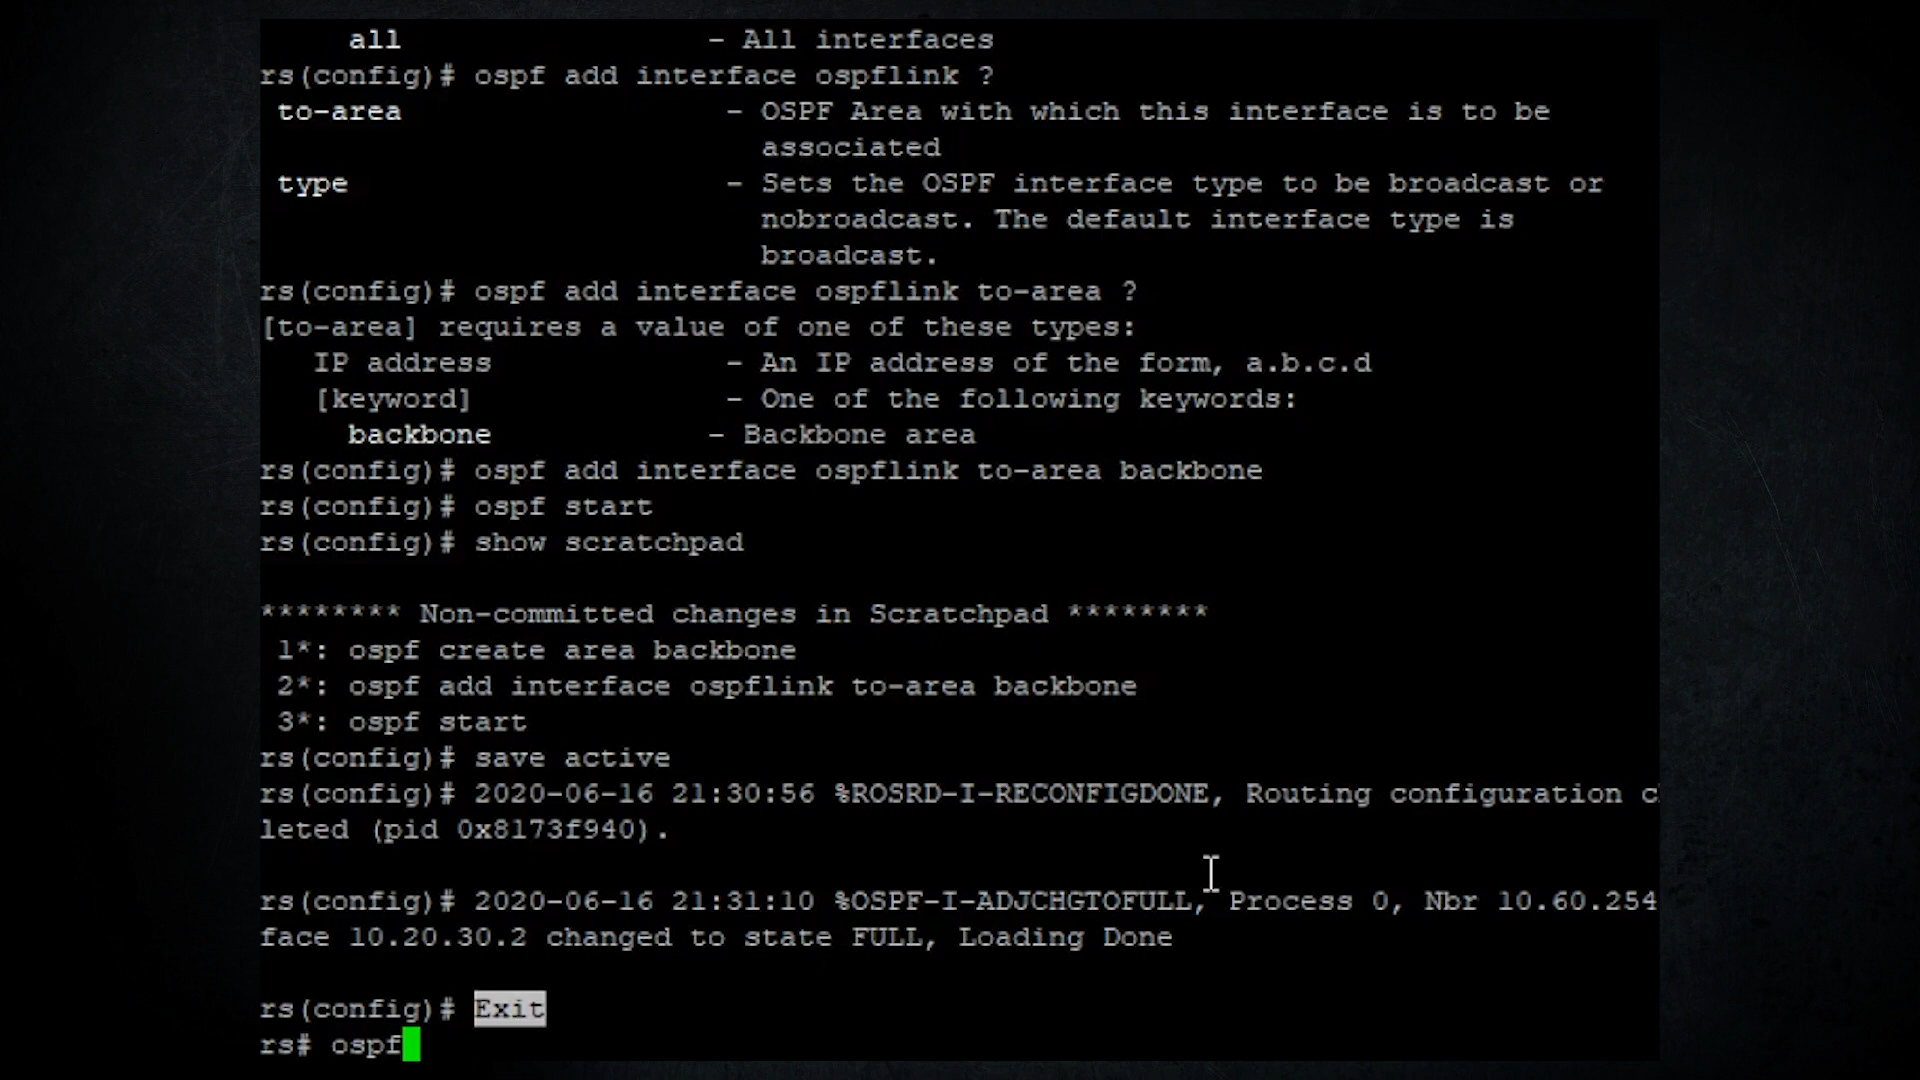 all - All interfaces
rs(config)# ospf add interface ospflink ?
to-area - OSPF Area with which this interface is to be
associated
type - Sets the OSPF interface type to be broadcast or
nobroadcast. The default interface type is
broadcast.
rs(config)# ospf add interface ospflink to-area ?
[to-area] requires a value of one of these types:
IP address - An IP address of the form, a.b.c.d
[keyword] - One of the following keywords:
backbone - Backbone area
rs(config)# ospf add interface ospflink to-area backbone
rs(config)# ospf start
rs(config)# show scratchpad
******** Non-committed changes in Scratchpad ********
1*: ospf create area backbone
2*: ospf add interface ospflink to-area backbone
3*: ospf start
rs(config)# save active
rs(config)# 2020-06-16 21:30:56 %ROSRD-I-RECONFIGDONE, Routing configuration c
leted (pid 0x8173f940).
rs(config)# 2020-06-16 21:31:10 %OSPF-I-ADJCHGTOFULL, Process 0, Nbr 10.60.254
face 10.20.30.2 changed to state FULL, Loading Done
rs(config)# Exit
rs# ospf